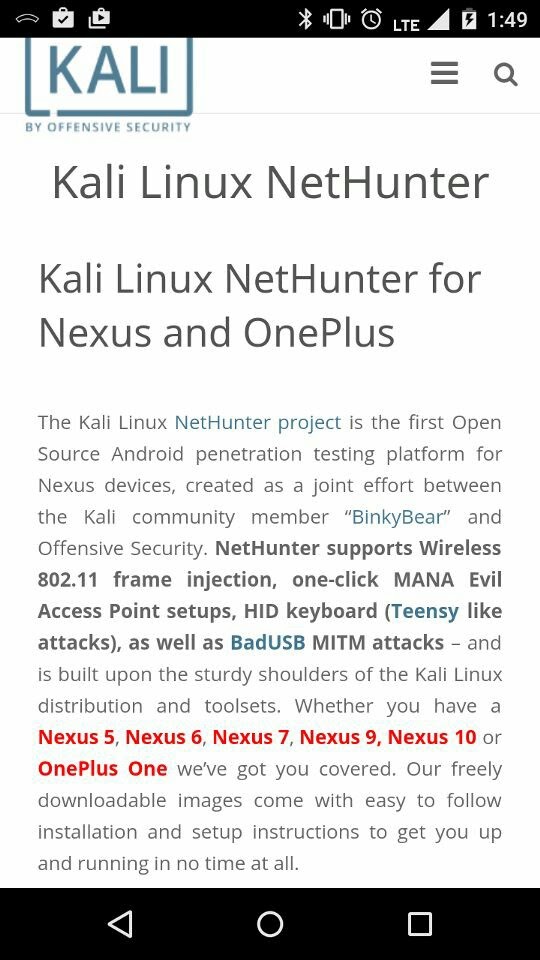 LTE 1:49
KALI
BY OFFENSIVE SECURITY
Kali Linux NetHunter
Kali Linux NetHunter for
Nexus and OnePlus
The Kali Linux NetHunter project is the first Open
Source Android penetration testing platform for
Nexus devices, created as a joint effort between
the Kali community member “BinkyBear” and
Offensive Security. NetHunter supports Wireless
802.11 frame injection, one-click MANA Evil
Access Point setups, HID keyboard (Teensy like
attacks), as well as BadUSB MITM attacks – and
is built upon the sturdy shoulders of the Kali Linux
distribution and toolsets. Whether you have a
Nexus 5, Nexus 6, Nexus 7, Nexus 9, Nexus 10 or
OnePlus One we’ve got you covered. Our freely
downloadable images come with easy to follow
installation and setup instructions to get you up
and running in no time at all.